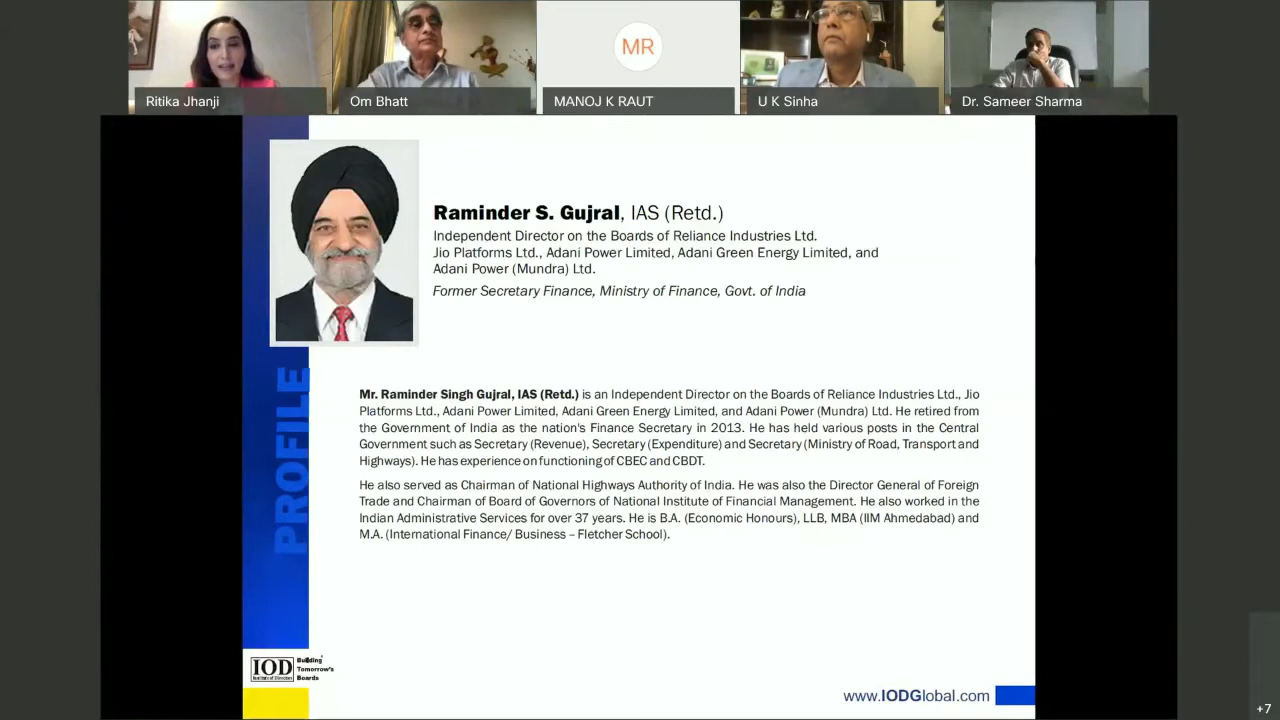 MR
Ritika Jhanji
Om Bhatt
MANOJ K RAUT
U K Sinha
Dr. Sameer Sharma
Raminder S. Gujral, IAS (Retd.)
Independent Director on the Boards of Reliance Industries Ltd.
Jio Platforms Ltd., Adani Power Limited, Adani Green Energy Limited, and
Adani Power (Mundra) Ltd.
Former Secretary Finance, Ministry of Finance, Govt. of India
PROFILE
Mr. Raminder Singh Gujral, IAS (Retd.) is an Independent Director on the Boards of Reliance Industries Ltd., Jio
Platforms Ltd., Adani Power Limited, Adani Green Energy Limited, and Adani Power (Mundra) Ltd. He retired from
the Government of India as the nation's Finance Secretary in 2013. He has held various posts in the Central
Government such as Secretary (Revenue), Secretary (Expenditure) and Secretary (Ministry of Road, Transport and
Highways). He has experience on functioning of CBEC and CBDT.
He also served as Chairman of National Highways Authority of India. He was also the Director General of Foreign
Trade and Chairman of Board of Governors of National Institute of Financial Management. He also worked in the
Indian Administrative Services for over 37 years. He is B.A. (Economic Honours), LLB, MBA (IIM Ahmedabad) and
M.A. (International Finance/ Business – Fletcher School).
IOD
Institute of Directors
Building
Tomorrow's
Boards
www.IODGlobal.com
+7